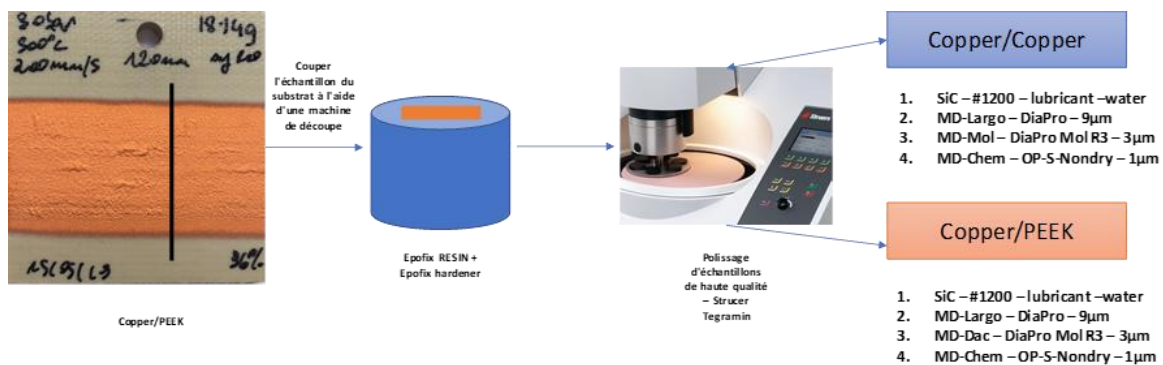 30bar
300°C
200mm/s
120mm
18.14g
36%
Copper/PEEK
Couper
l'échantillon du
substrat à l'aide
d'une machine
de découpe
Epofix RESIN +
Epofix hardener
Polissage
d'échantillons
de haute qualité
– Strucer
Tegramin
Copper/Copper
1. SiC – #1200 – lubricant –water
2. MD-Largo – DiaPro – 9µm
3. MD-Mol – DiaPro Mol R3 – 3µm
4. MD-Chem – OP-S-Nondry – 1µm
Copper/PEEK
1. SiC – #1200 – lubricant –water
2. MD-Largo – DiaPro – 9µm
3. MD-Dac – DiaPro Mol R3 – 3µm
4. MD-Chem – OP-S-Nondry – 1µm